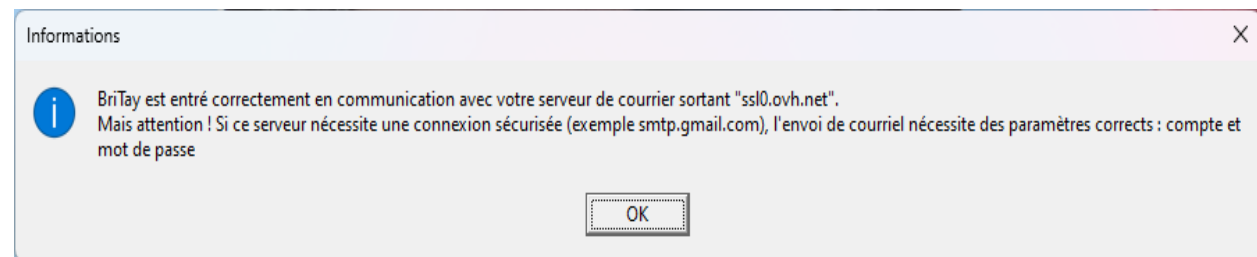 Informations
BriTay est entré correctement en communication avec votre serveur de courrier sortant "ssl0.ovh.net".
Mais attention ! Si ce serveur nécessite une connexion sécurisée (exemple smtp.gmail.com), l'envoi de courriel nécessite des paramètres corrects : compte et
mot de passe
OK